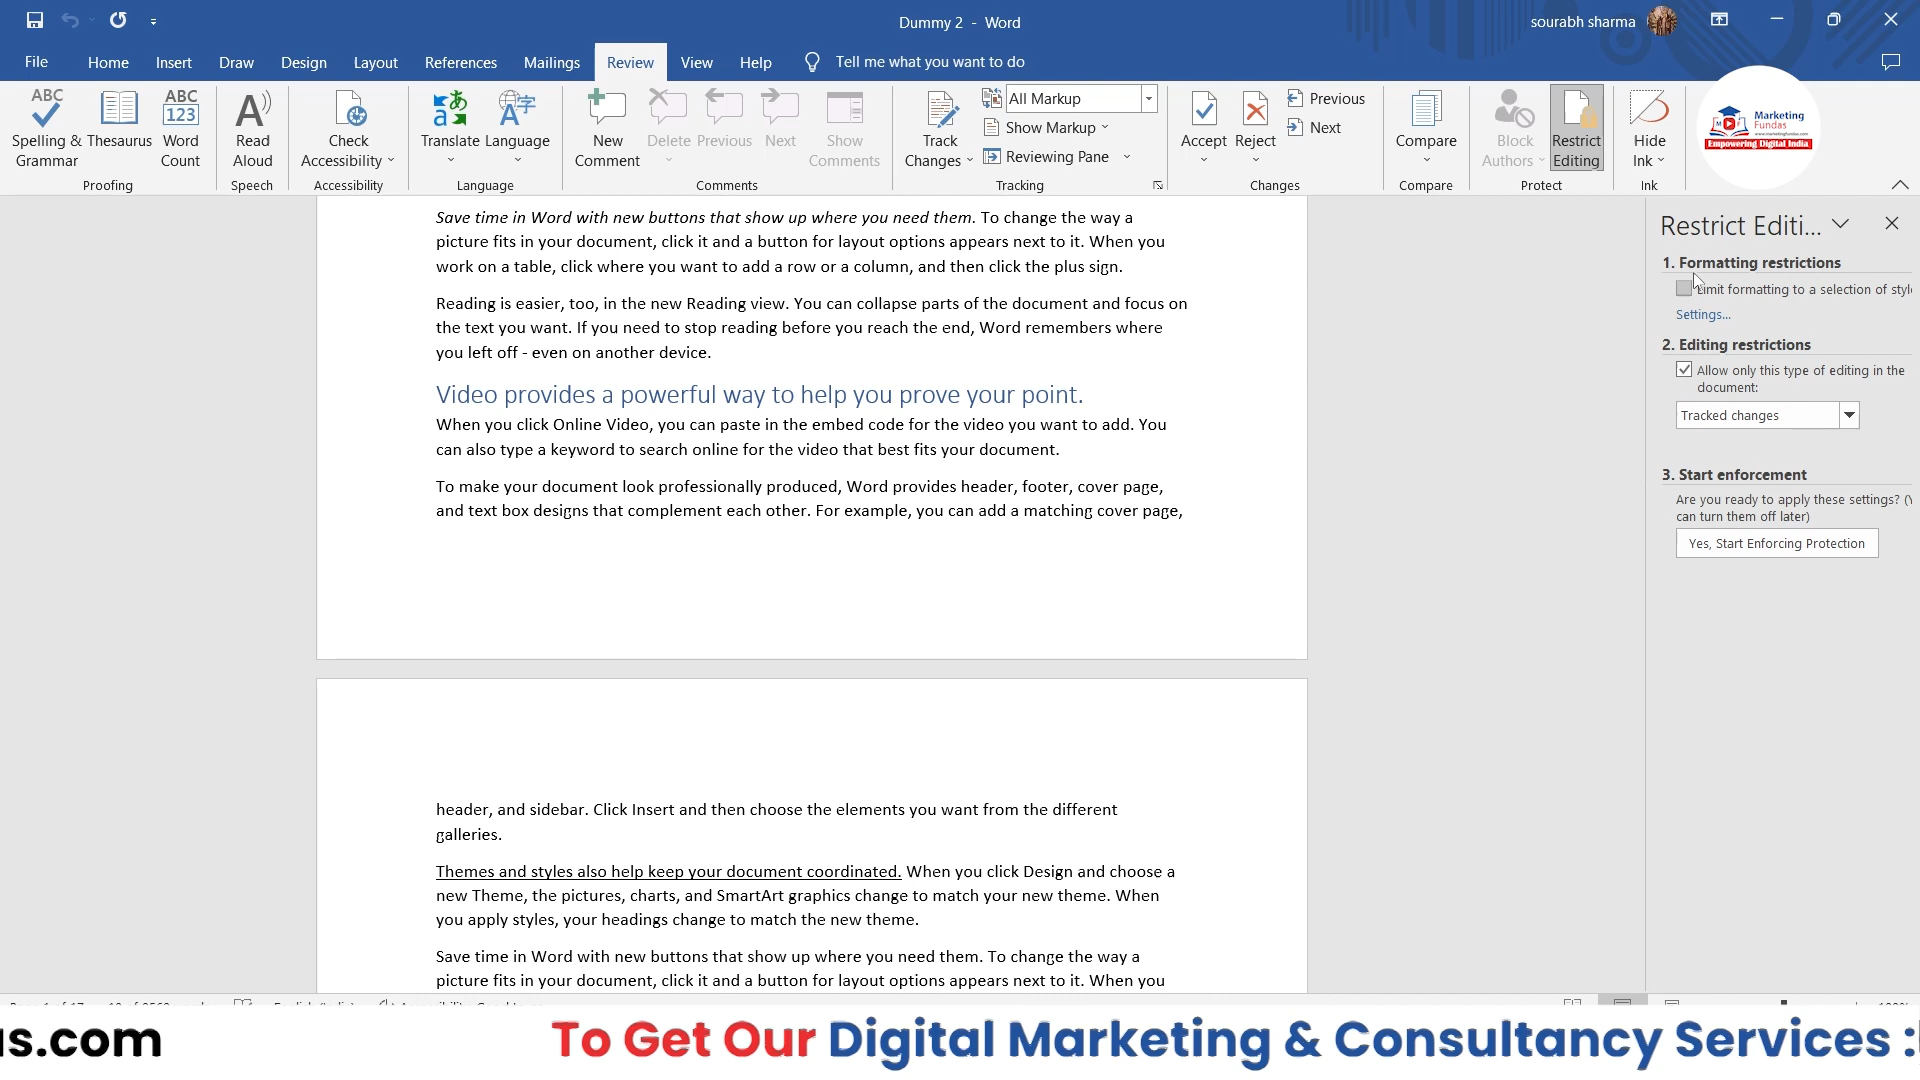 Dummy 2 - Word
sourabh sharma
File Home Insert Draw Design Layout References Mailings Review View Help Tell me what you want to do
ABC
Spelling &
Grammar
Thesaurus
ABC
123
Word
Count
Proofing
Read
Aloud
Speech
Check
Accessibility
Accessibility
Translate
Language
Language
New
Comment
Delete
Previous
Next
Show
Comments
Comments
Track
Changes
All Markup
Show Markup
Reviewing Pane
Tracking
Accept
Reject
Previous
Next
Changes
Compare
Compare
Block
Authors
Restrict
Editing
Protect
Hide
Ink
Ink
Marketing
Fundas
Empowering Digital India
Save time in Word with new buttons that show up where you need them. To change the way a
picture fits in your document, click it and a button for layout options appears next to it. When you
work on a table, click where you want to add a row or a column, and then click the plus sign.
Reading is easier, too, in the new Reading view. You can collapse parts of the document and focus on
the text you want. If you need to stop reading before you reach the end, Word remembers where
you left off - even on another device.
Video provides a powerful way to help you prove your point.
When you click Online Video, you can paste in the embed code for the video you want to add. You
can also type a keyword to search online for the video that best fits your document.
To make your document look professionally produced, Word provides header, footer, cover page,
and text box designs that complement each other. For example, you can add a matching cover page,
header, and sidebar. Click Insert and then choose the elements you want from the different
galleries.
Themes and styles also help keep your document coordinated. When you click Design and choose a
new Theme, the pictures, charts, and SmartArt graphics change to match your new theme. When
you apply styles, your headings change to match the new theme.
Save time in Word with new buttons that show up where you need them. To change the way a
picture fits in your document, click it and a button for layout options appears next to it. When you
Restrict Editi...
1. Formatting restrictions
Limit formatting to a selection of styl
Settings...
2. Editing restrictions
Allow only this type of editing in the
document:
Tracked changes
3. Start enforcement
Are you ready to apply these settings? (Y
can turn them off later)
Yes, Start Enforcing Protection
s.com
To Get Our Digital Marketing & Consultancy Services :